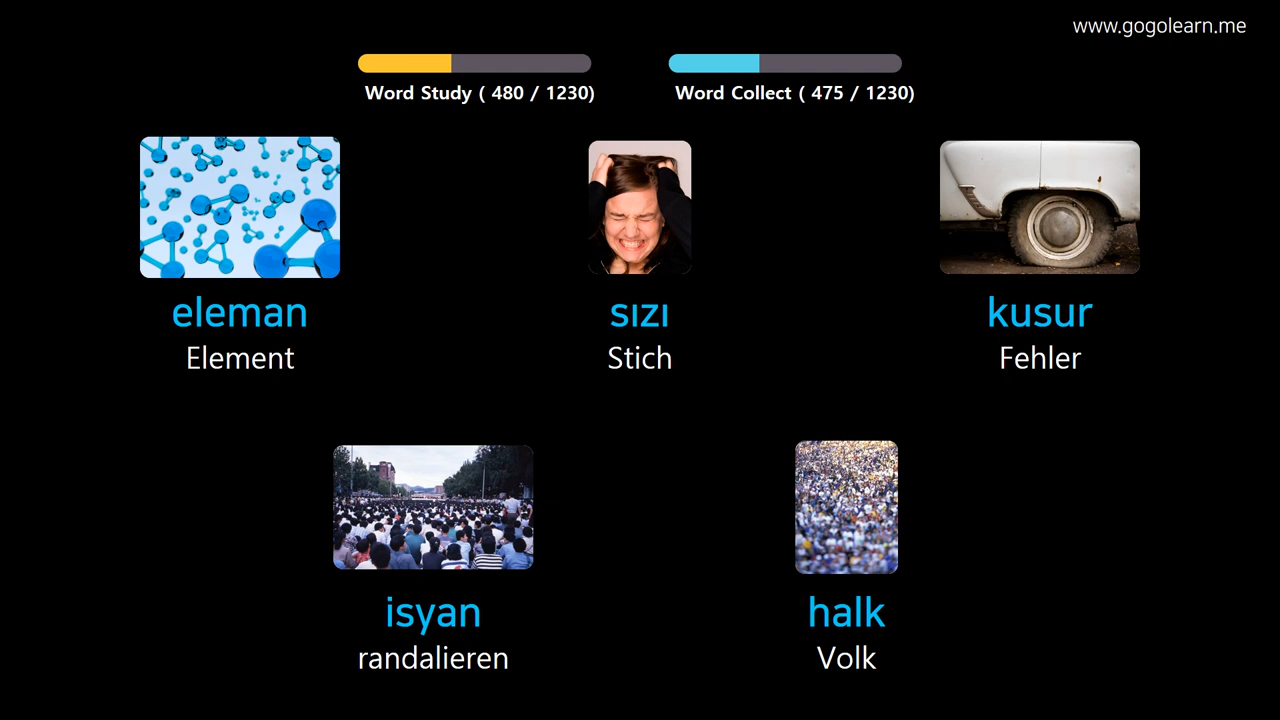 www.gogolearn.me
Word Study ( 480 / 1230)
Word Collect ( 475 / 1230)
eleman
Element
sızı
Stich
kusur
Fehler
isyan
randalieren
halk
Volk